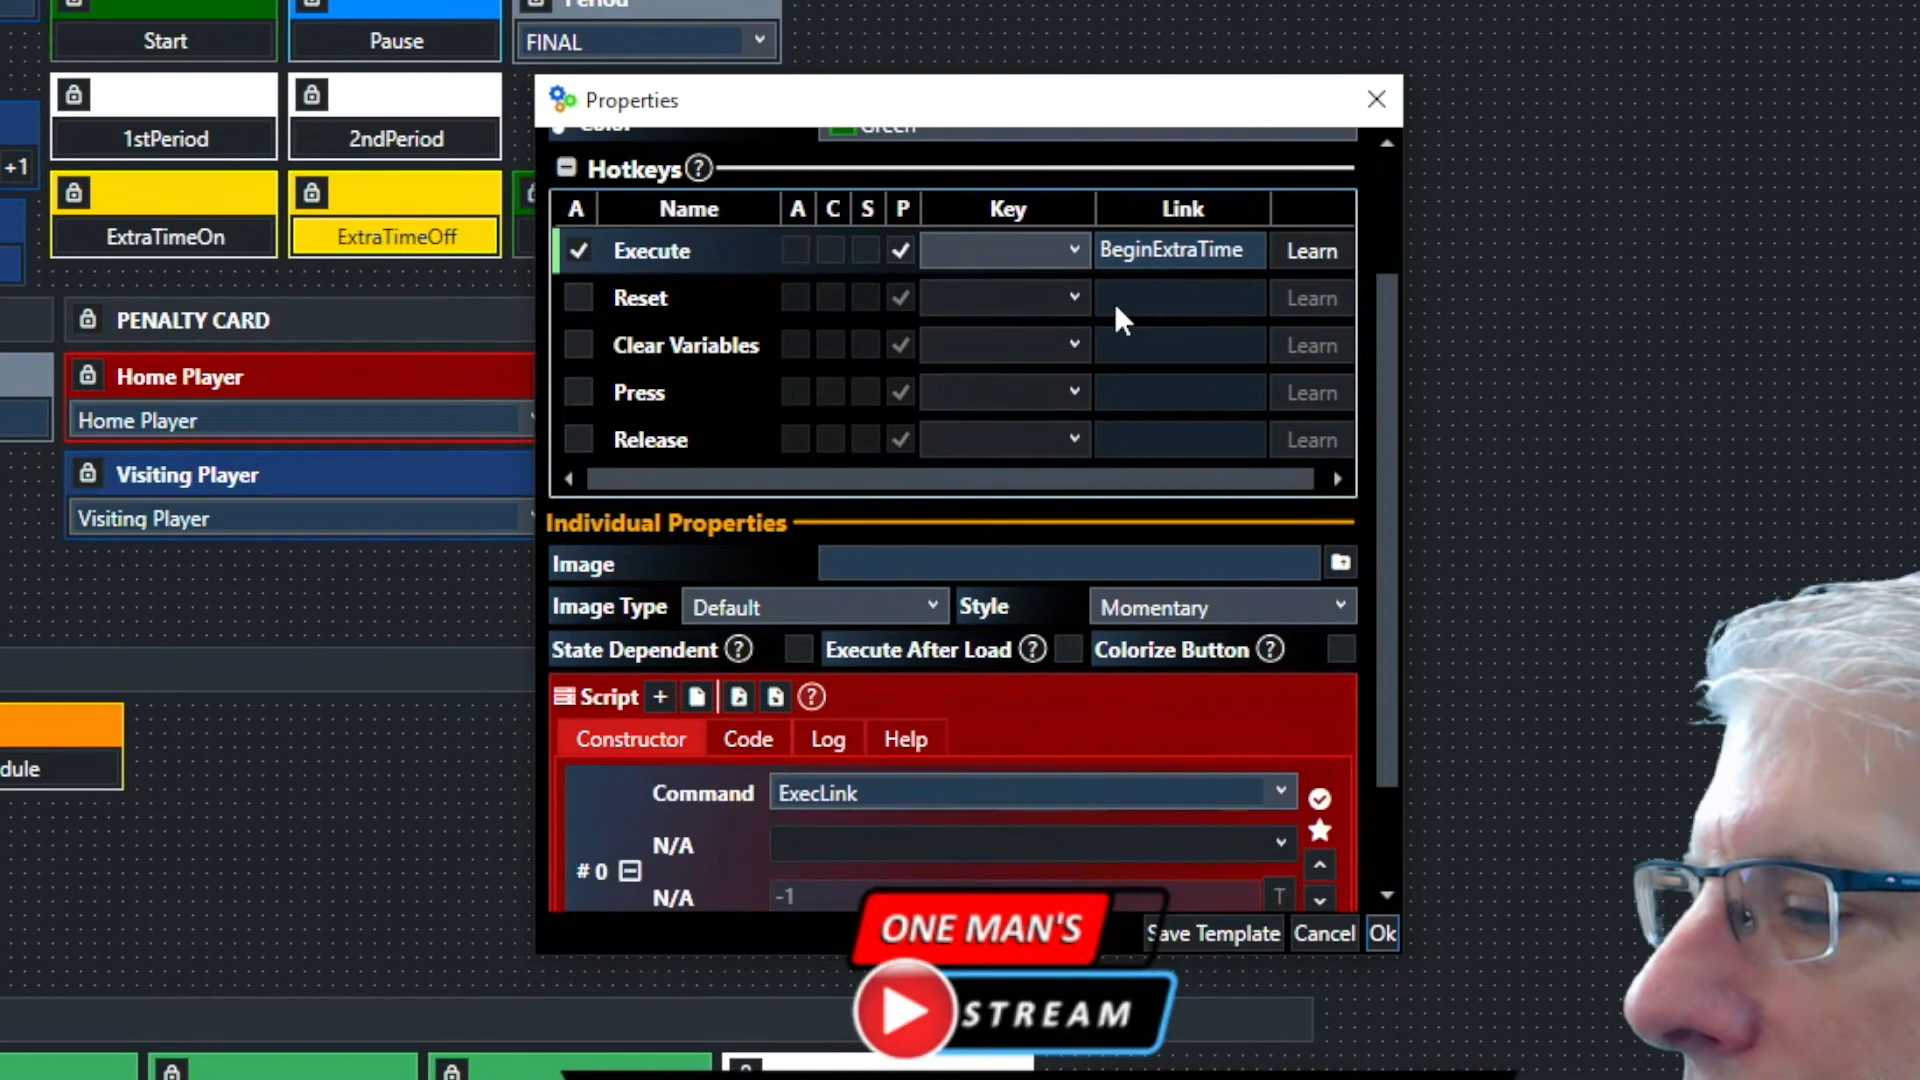 Period
Start
Pause
FINAL
Properties
Color
Green
1stPeriod
2ndPeriod
+1
Hotkeys ?
A Name A C S P Key Link
ExtraTimeOn
ExtraTimeOff
Execute BeginExtraTime Learn
Reset Learn
PENALTY CARD
Clear Variables Learn
Home Player
Press Learn
Home Player
Release Learn
Visiting Player
Visiting Player
Individual Properties
Image
Image Type Default Style Momentary
State Dependent ? Execute After Load ? Colorize Button ?
Script + ?
Constructor Code Log Help
dule
Command ExecLink
N/A
# 0
N/A -1 T
Save Template Cancel Ok
ONE MAN'S
STREAM